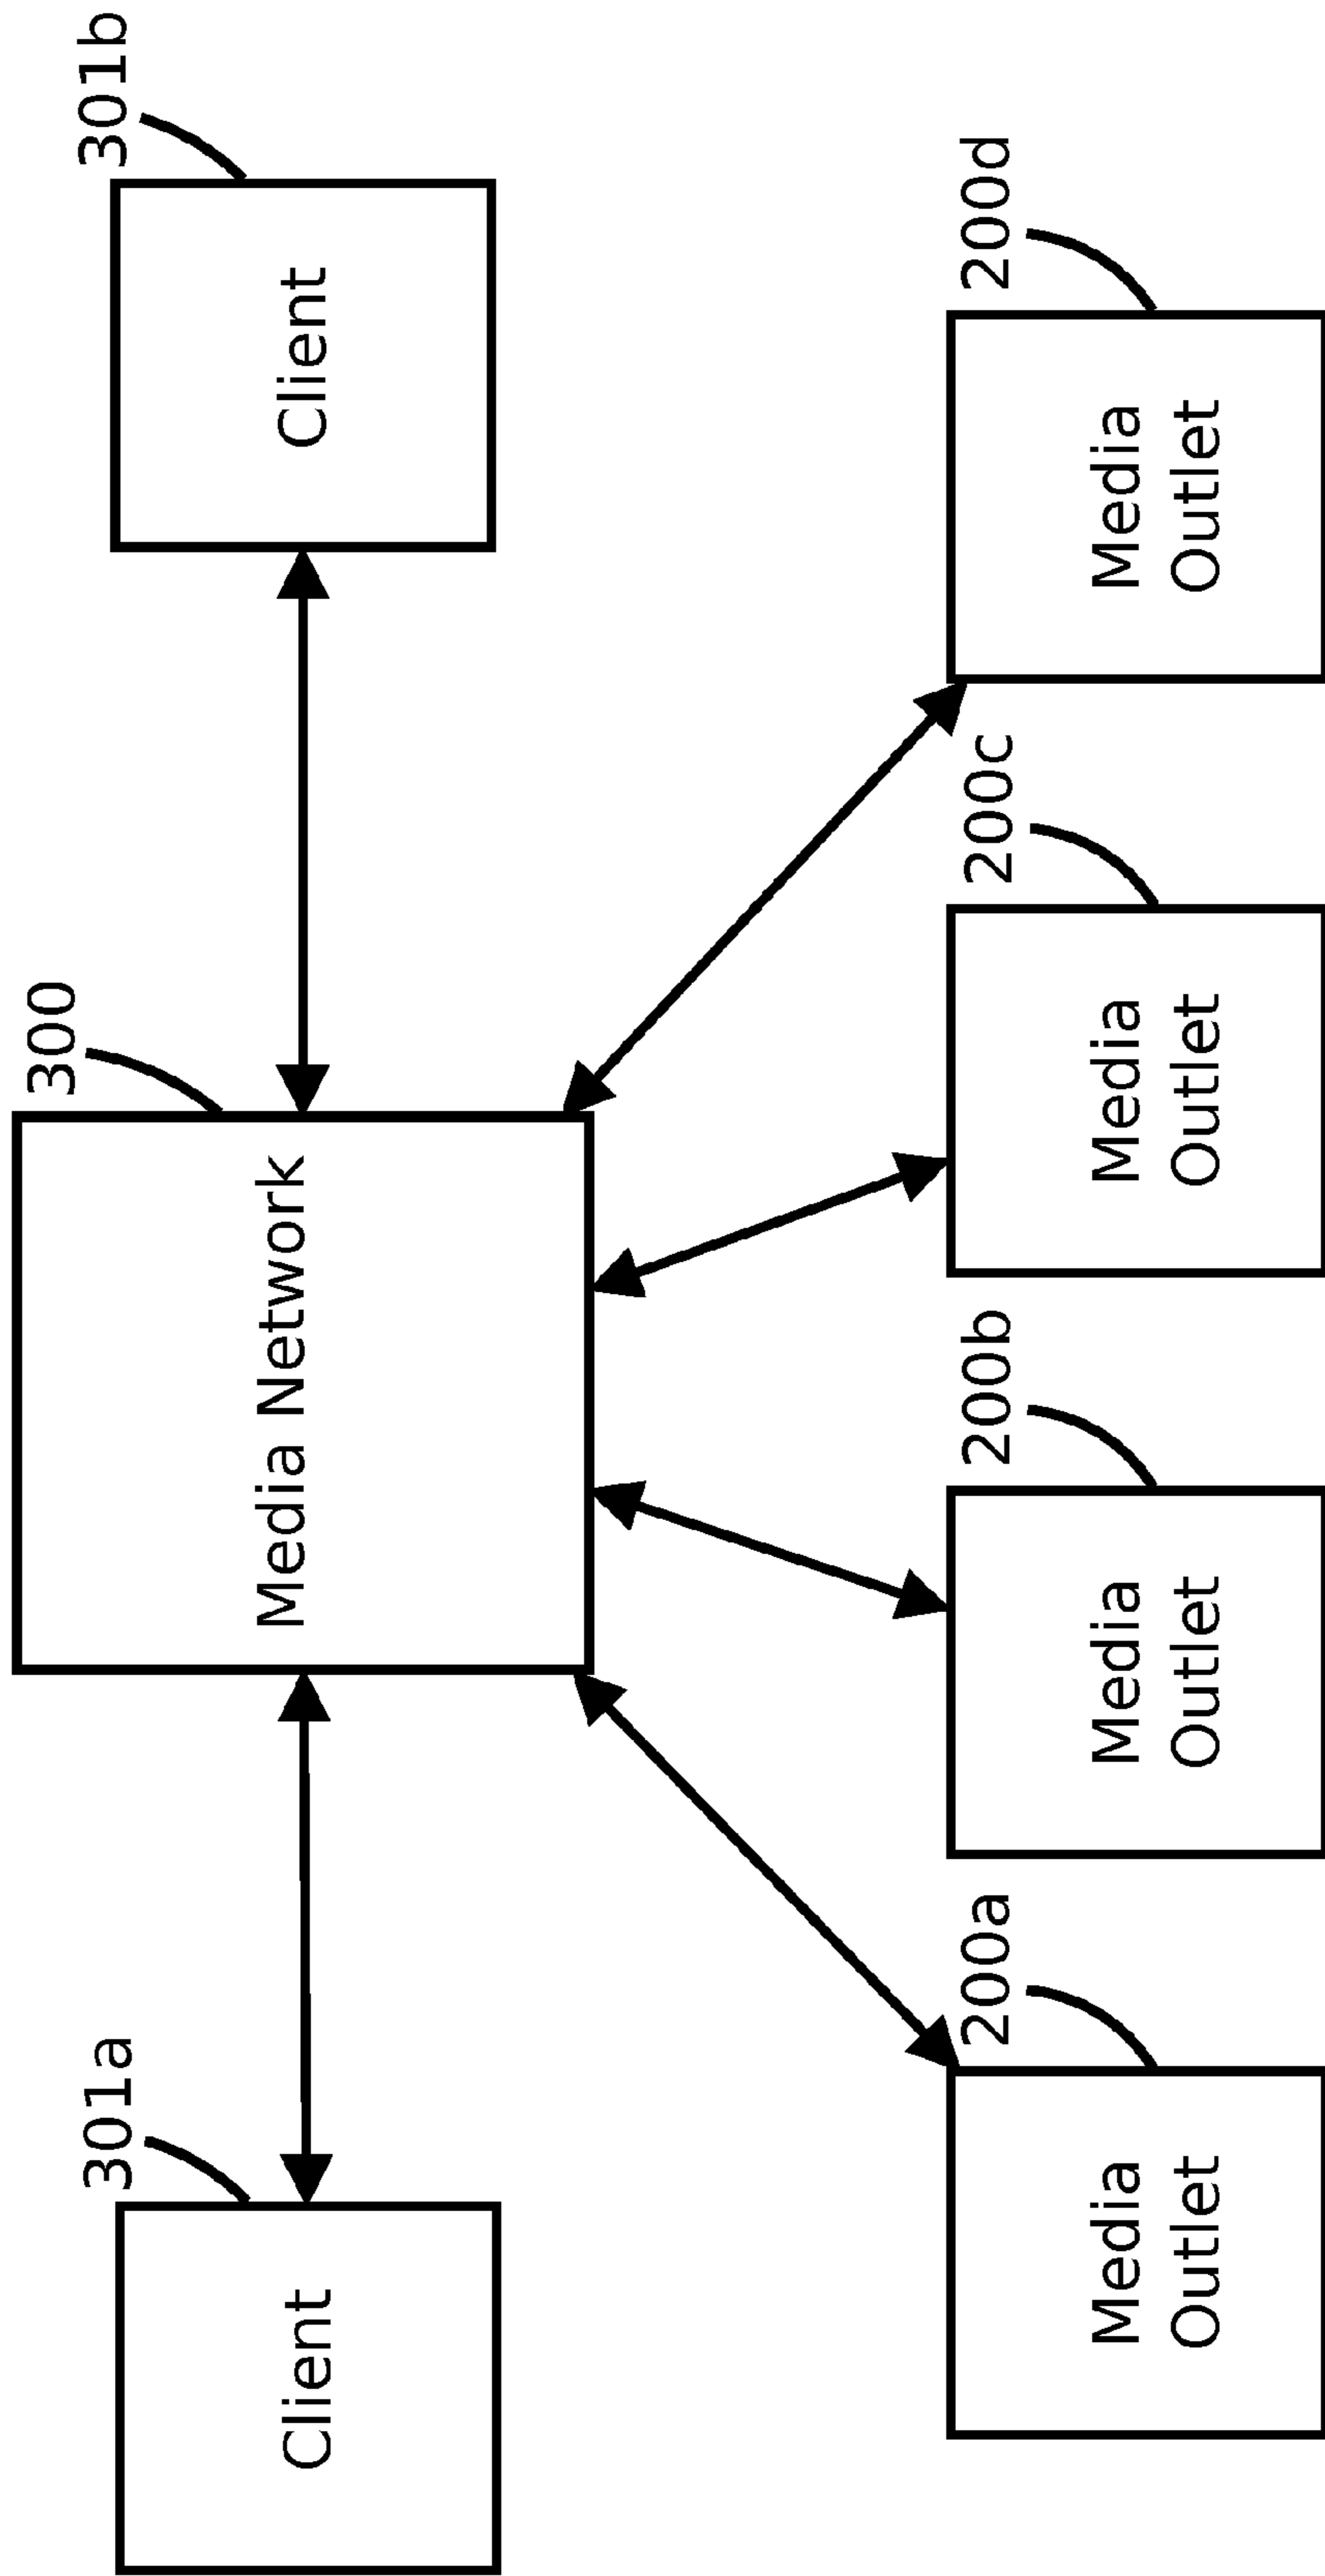 301a
300
301b
Client
Media Network
Client
200a
200b
200c
200d
Media
Outlet
Media
Outlet
Media
Outlet
Media
Outlet